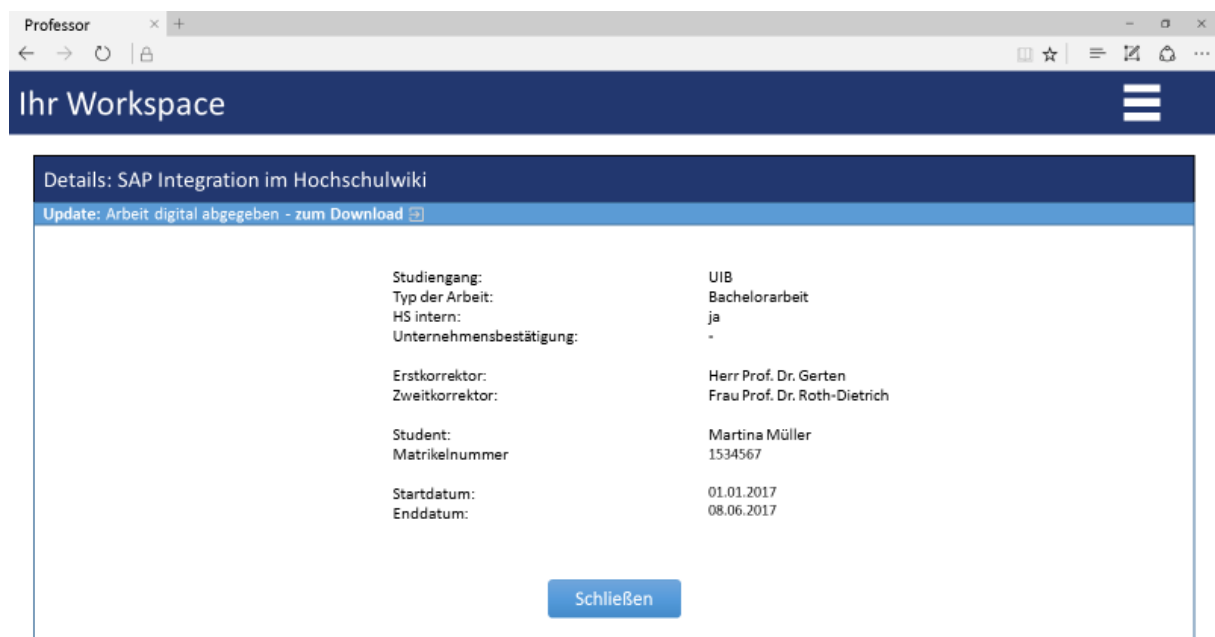 Professor
Ihr Workspace
Details: SAP Integration im Hochschulwiki
Update: Arbeit digital abgegeben - zum Download
Studiengang: UIB
Typ der Arbeit: Bachelorarbeit
HS intern: ja
Unternehmensbestätigung: -
Erstkorrektor: Herr Prof. Dr. Gerten
Zweitkorrektor: Frau Prof. Dr. Roth-Dietrich
Student: Martina Müller
Matrikelnummer 1534567
Startdatum: 01.01.2017
Enddatum: 08.06.2017
Schließen